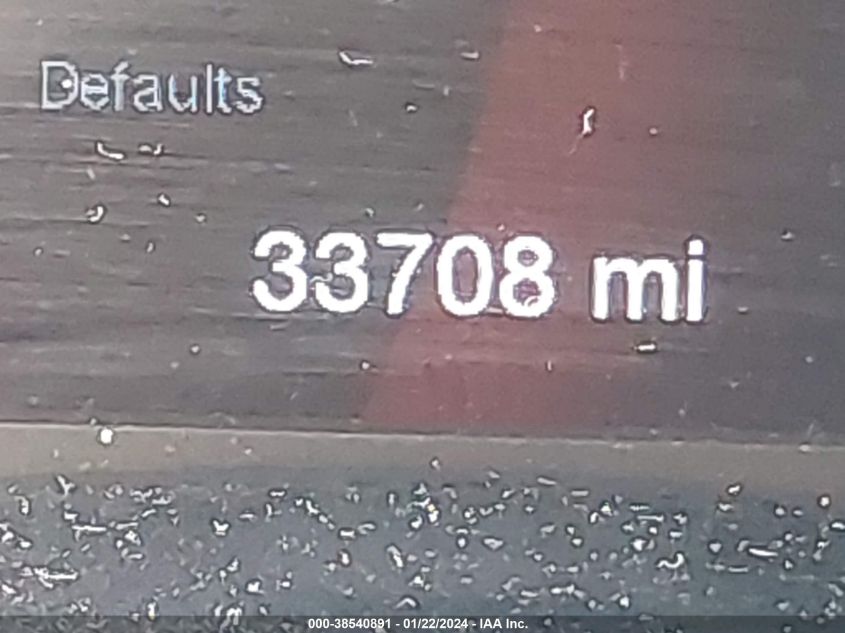 Defaults
33708 mi
000-38540891 - 01/22/2024 - IAA Inc.